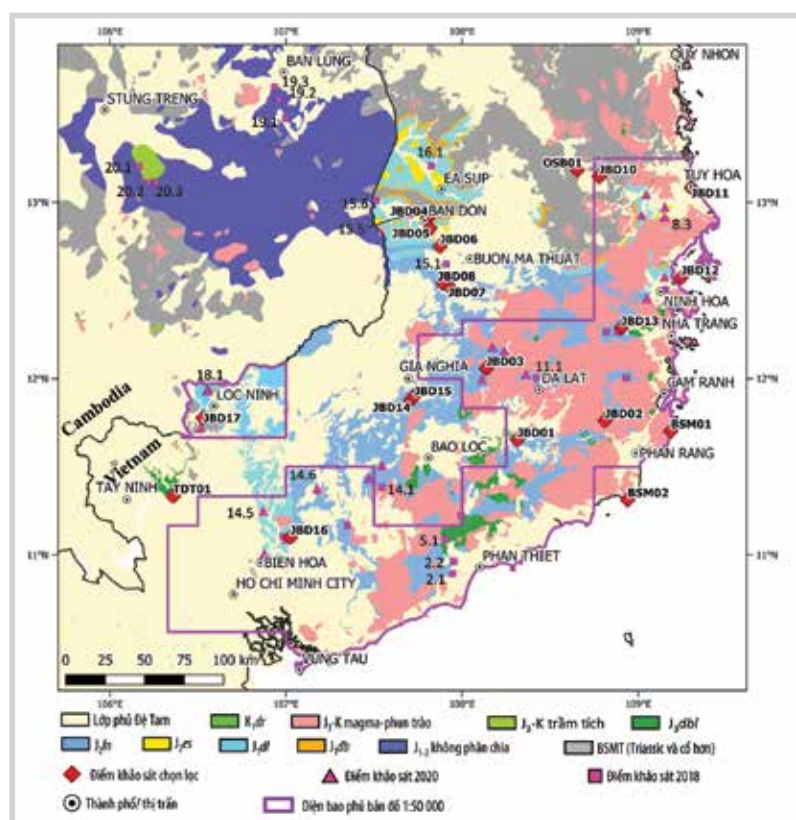 106°E 107°E 108°E 109°E
BAN LUNG
QUY NHON
STUNG TRENG
19.3
19.2
19.1
16.1
20.1
20.2 20.3
EA SUP
OSB01
JBD10
TUY HOA
JBD11
13°N 13°N
15.6
JBD04 BAN DON
15.5
JBD05
JBD06
8.3
15.1
BUON MA THUAT
JBD08
JBD07
JBD12
NINH HOA
JBD13
NHA TRANG
18.1
GIA NGHIA
JBD03
11.1
DA LAT
12°N 12°N
LOC NINH
CAM RANH
JBD15
JBD14
JBD17
JBD02
BSM01
Cambodia
Vietnam
BAO LOC
JBD01
PHAN RANG
TAY NINH
TDT01
14.6
14.1
BSM02
14.5
JBD16
5.1
11°N 11°N
BIEN HOA
2.2
PHAN THIET
2.1
HO CHI MINH CITY
VUNG TAU
0 25 50 75 100 km
106°E 107°E 108°E 109°E
Lớp phủ Đệ Tam K₁dr J₃-K magma-phun trào J₃-K trầm tích J₃dbl
J₂ln J₂es J₁dl J₁db J₁₋₂ không phân chia BSMT (Triassic và cổ hơn)
Điểm khảo sát chọn lọc Điểm khảo sát 2020 Điểm khảo sát 2018
Thành phố/ thị trấn Diện bao phủ bản đồ 1:50 000